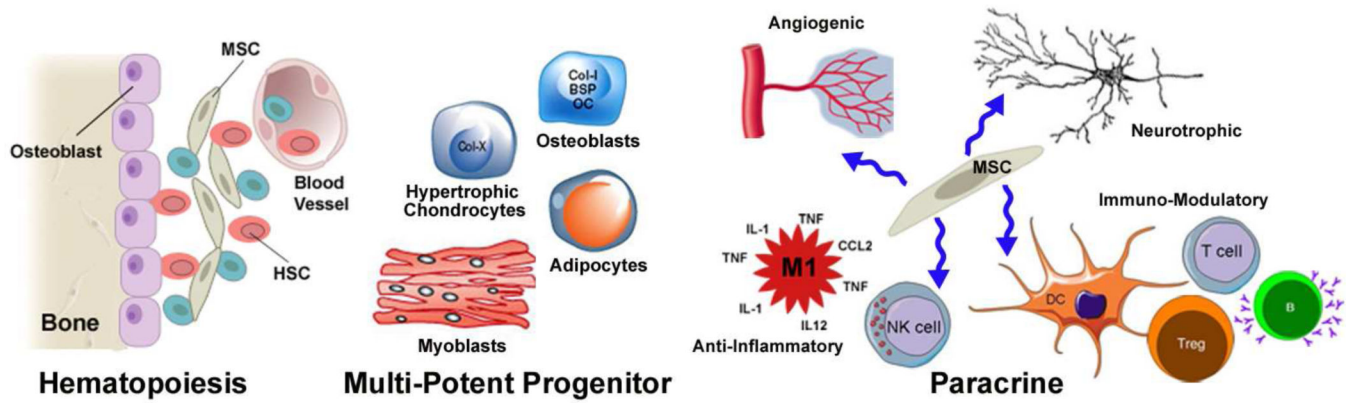 MSC
Osteoblast
Blood
Vessel
HSC
Bone
Hematopoiesis
Col-I
BSP
OC
Osteoblasts
Col-X
Hypertrophic
Chondrocytes
Adipocytes
Myoblasts
Multi-Potent Progenitor
Angiogenic
Neurotrophic
MSC
TNF
IL-1
CCL2
TNF
M1
TNF
IL-1
IL12
NK cell
Anti-Inflammatory
Immuno-Modulatory
T cell
DC
B
Treg
Paracrine